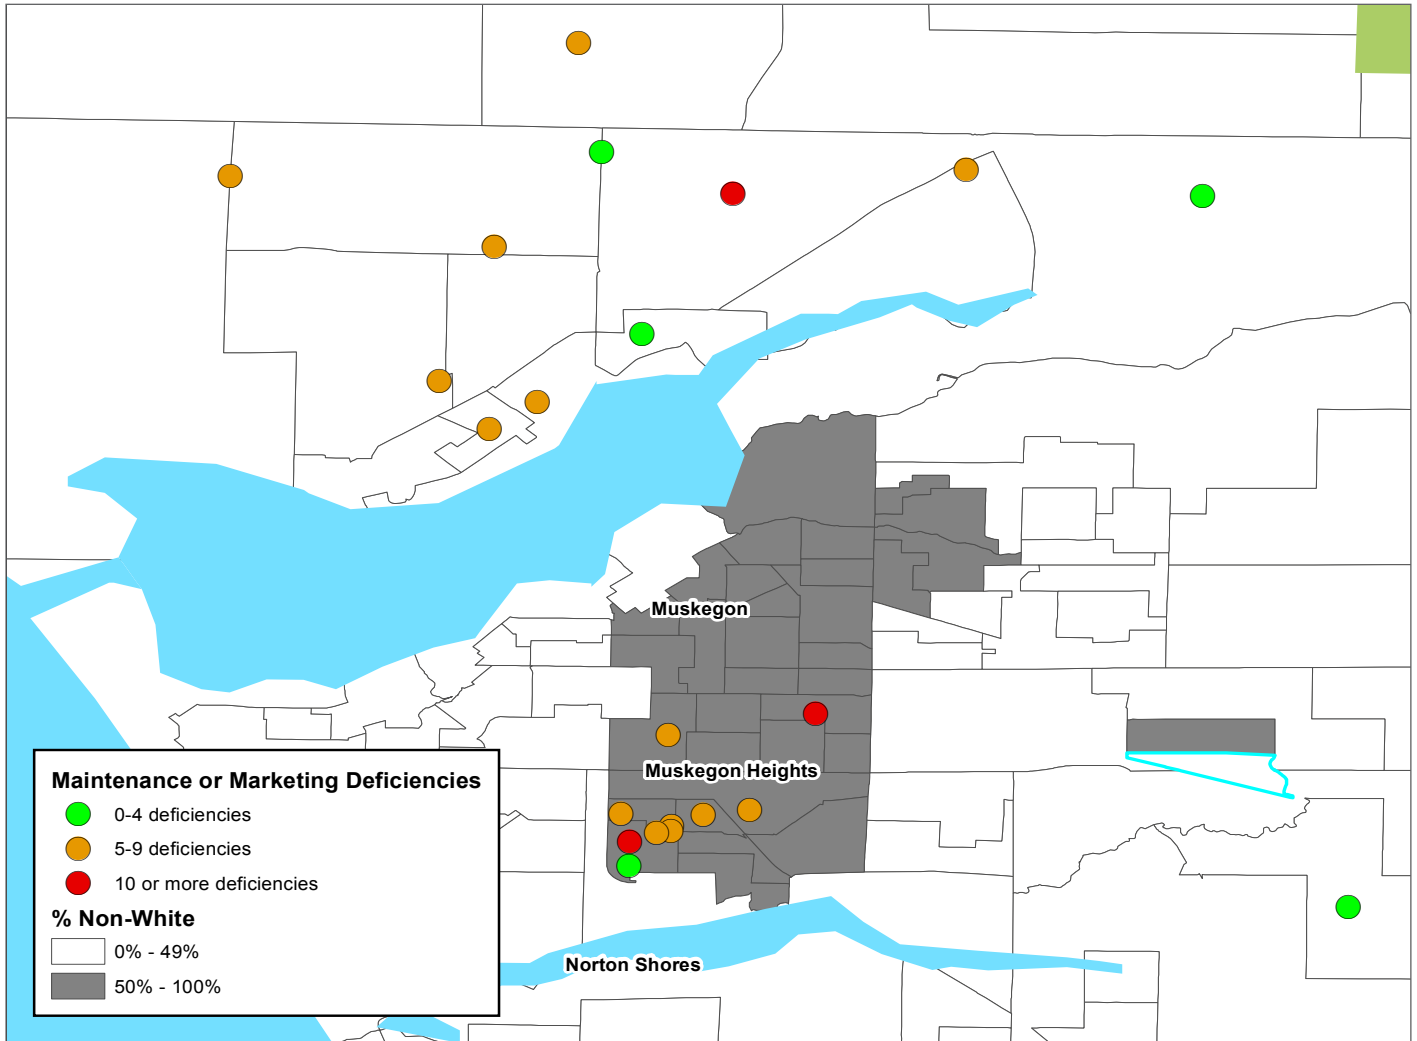 Muskegon
Muskegon Heights
Maintenance or Marketing Deficiencies
0-4 deficiencies
5-9 deficiencies
10 or more deficiencies
% Non-White
0% - 49%
50% - 100%
Norton Shores